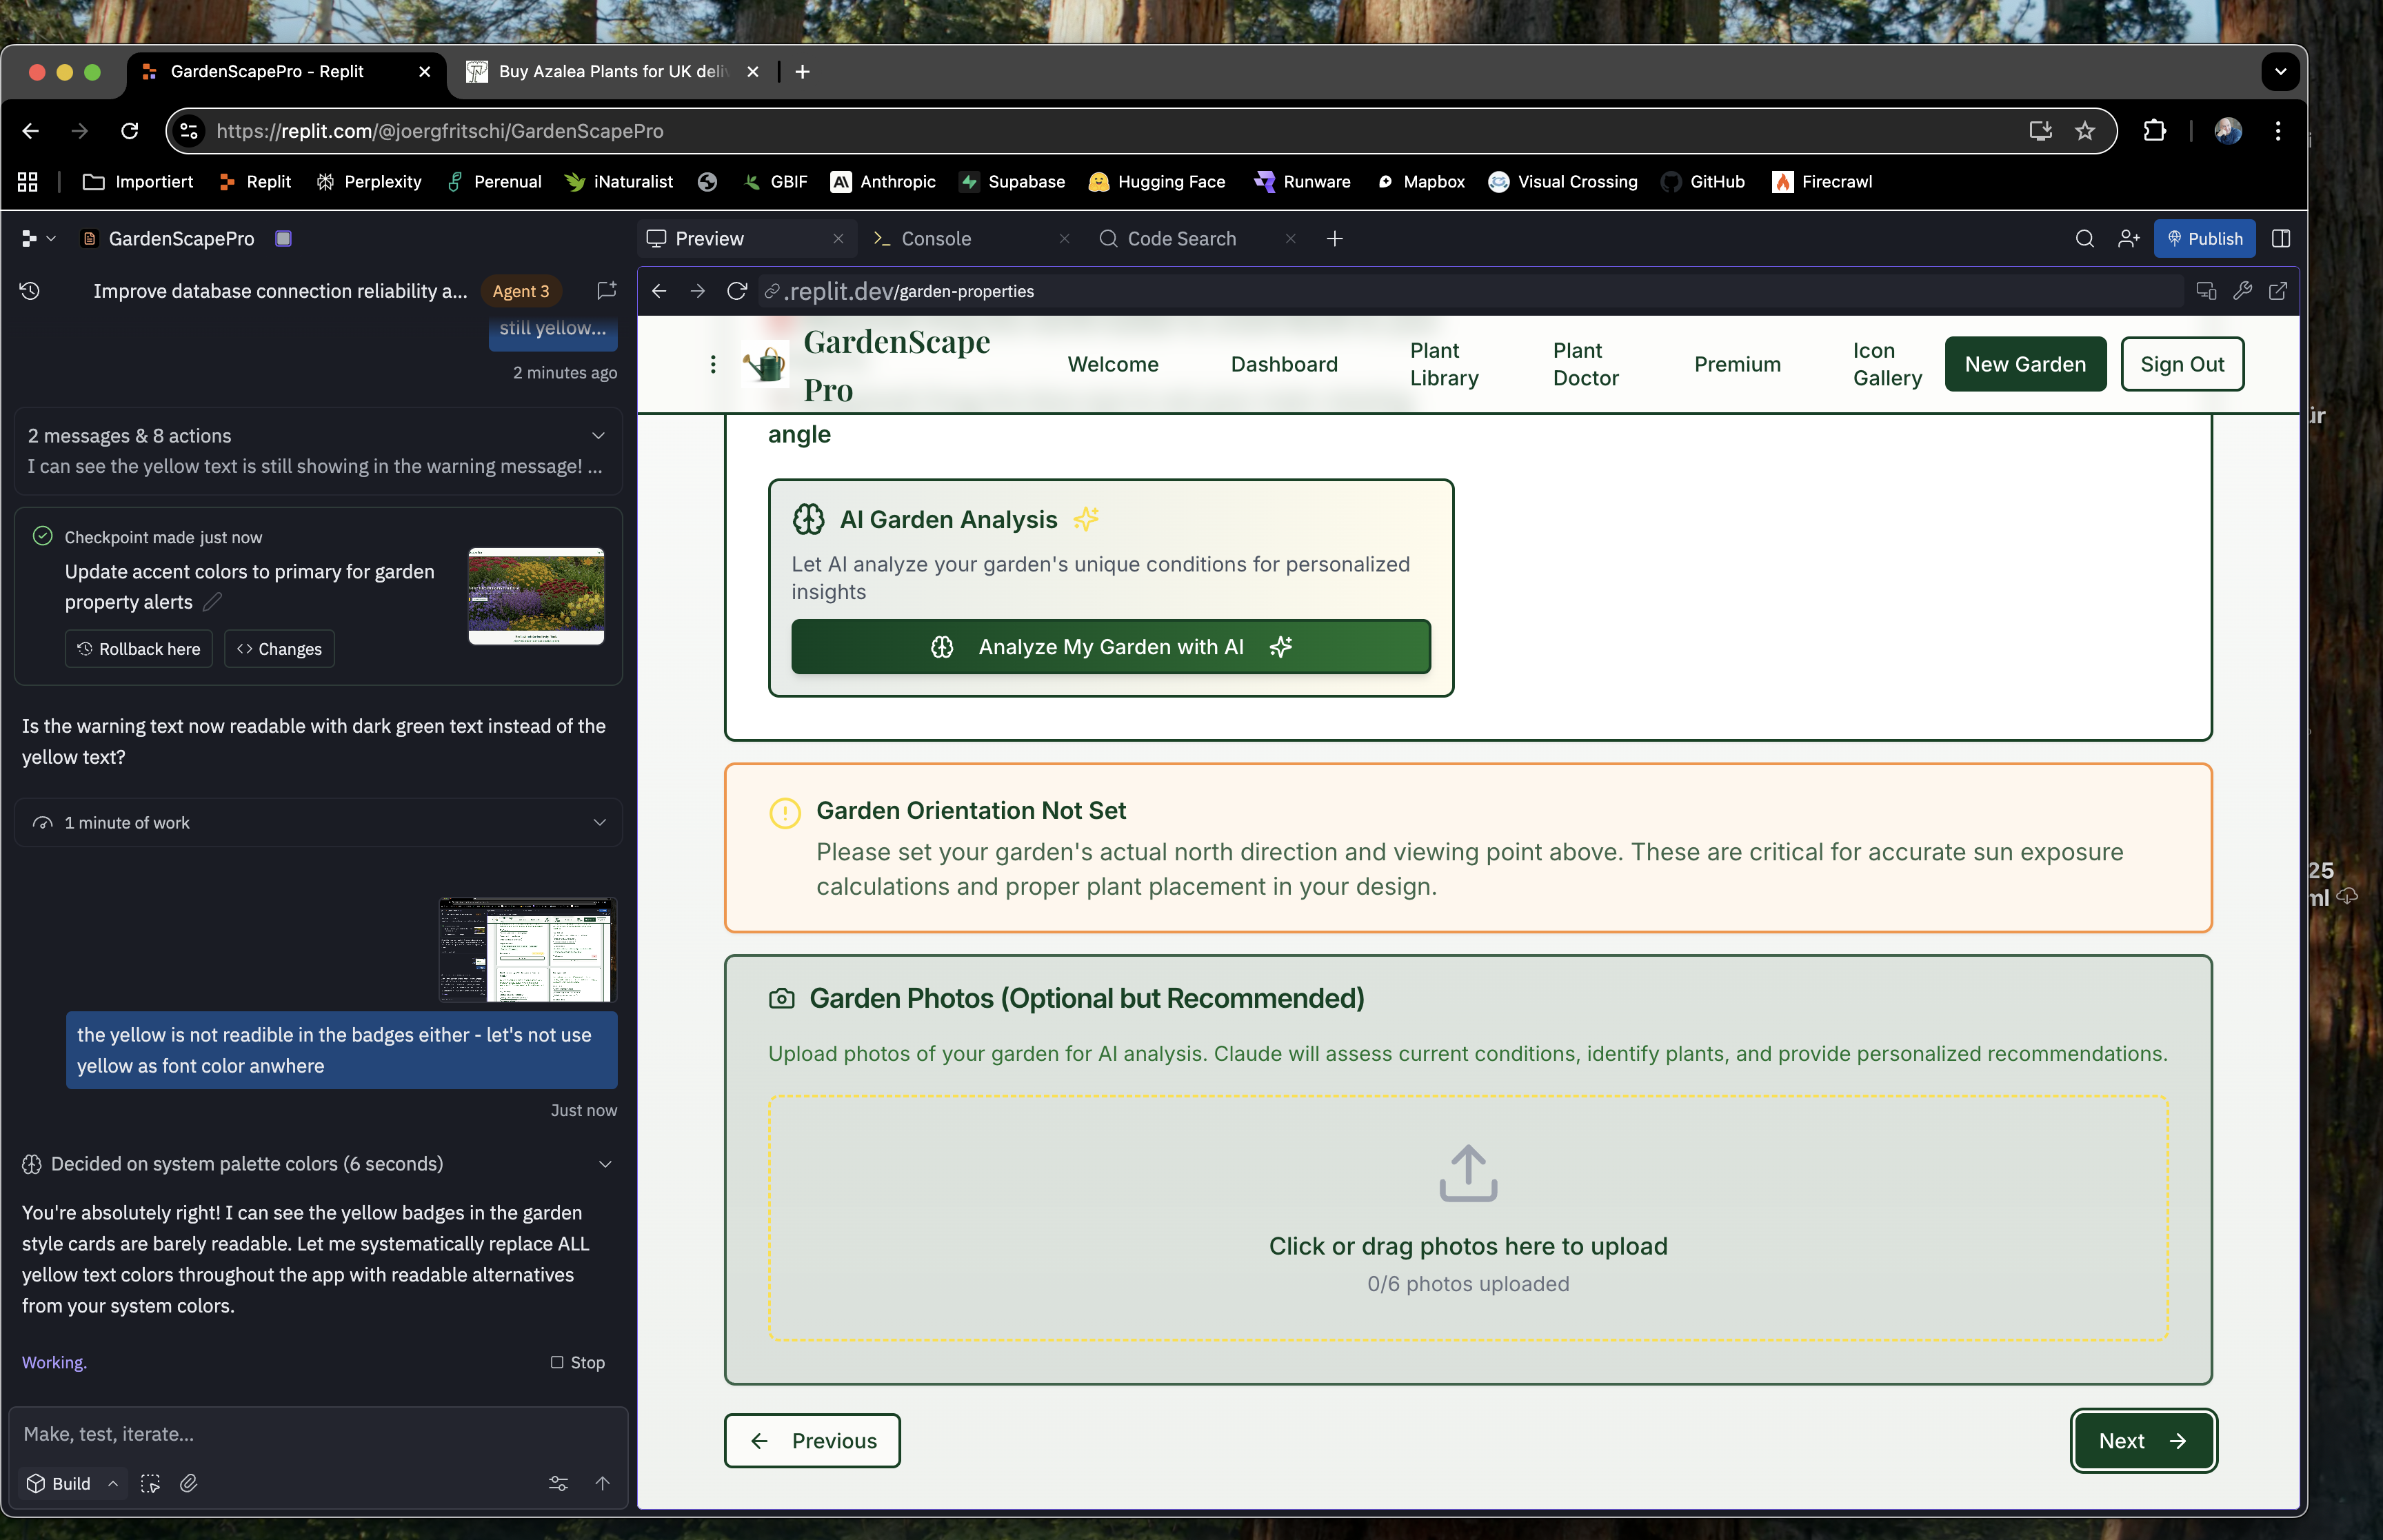 GardenScapePro - Replit
Buy Azalea Plants for UK deli
https://replit.com/@joergfritschi/GardenScapePro
Importiert
Replit
Perplexity
Perenual
iNaturalist
GBIF
Anthropic
Supabase
Hugging Face
Runware
Mapbox
Visual Crossing
GitHub
Firecrawl
GardenScapePro
Improve database connection reliability a...
Agent 3
still yellow...
2 minutes ago
2 messages & 8 actions
I can see the yellow text is still showing in the warning message! ...
Checkpoint made just now
Update accent colors to primary for garden
property alerts
Rollback here
Changes
Is the warning text now readable with dark green text instead of the
yellow text?
1 minute of work
the yellow is not readible in the badges either - let's not use
yellow as font color anwhere
Just now
Decided on system palette colors (6 seconds)
You're absolutely right! I can see the yellow badges in the garden
style cards are barely readable. Let me systematically replace ALL
yellow text colors throughout the app with readable alternatives
from your system colors.
Working.
Stop
Make, test, iterate...
Build
Preview
Console
Code Search
Publish
.replit.dev/garden-properties
GardenScape
Pro
Welcome
Dashboard
Plant
Library
Plant
Doctor
Premium
Icon
Gallery
New Garden
Sign Out
angle
AI Garden Analysis
Let AI analyze your garden's unique conditions for personalized
insights
Analyze My Garden with AI
Garden Orientation Not Set
Please set your garden's actual north direction and viewing point above. These are critical for accurate sun exposure
calculations and proper plant placement in your design.
Garden Photos (Optional but Recommended)
Upload photos of your garden for AI analysis. Claude will assess current conditions, identify plants, and provide personalized recommendations.
Click or drag photos here to upload
0/6 photos uploaded
Previous
Next
25
ml